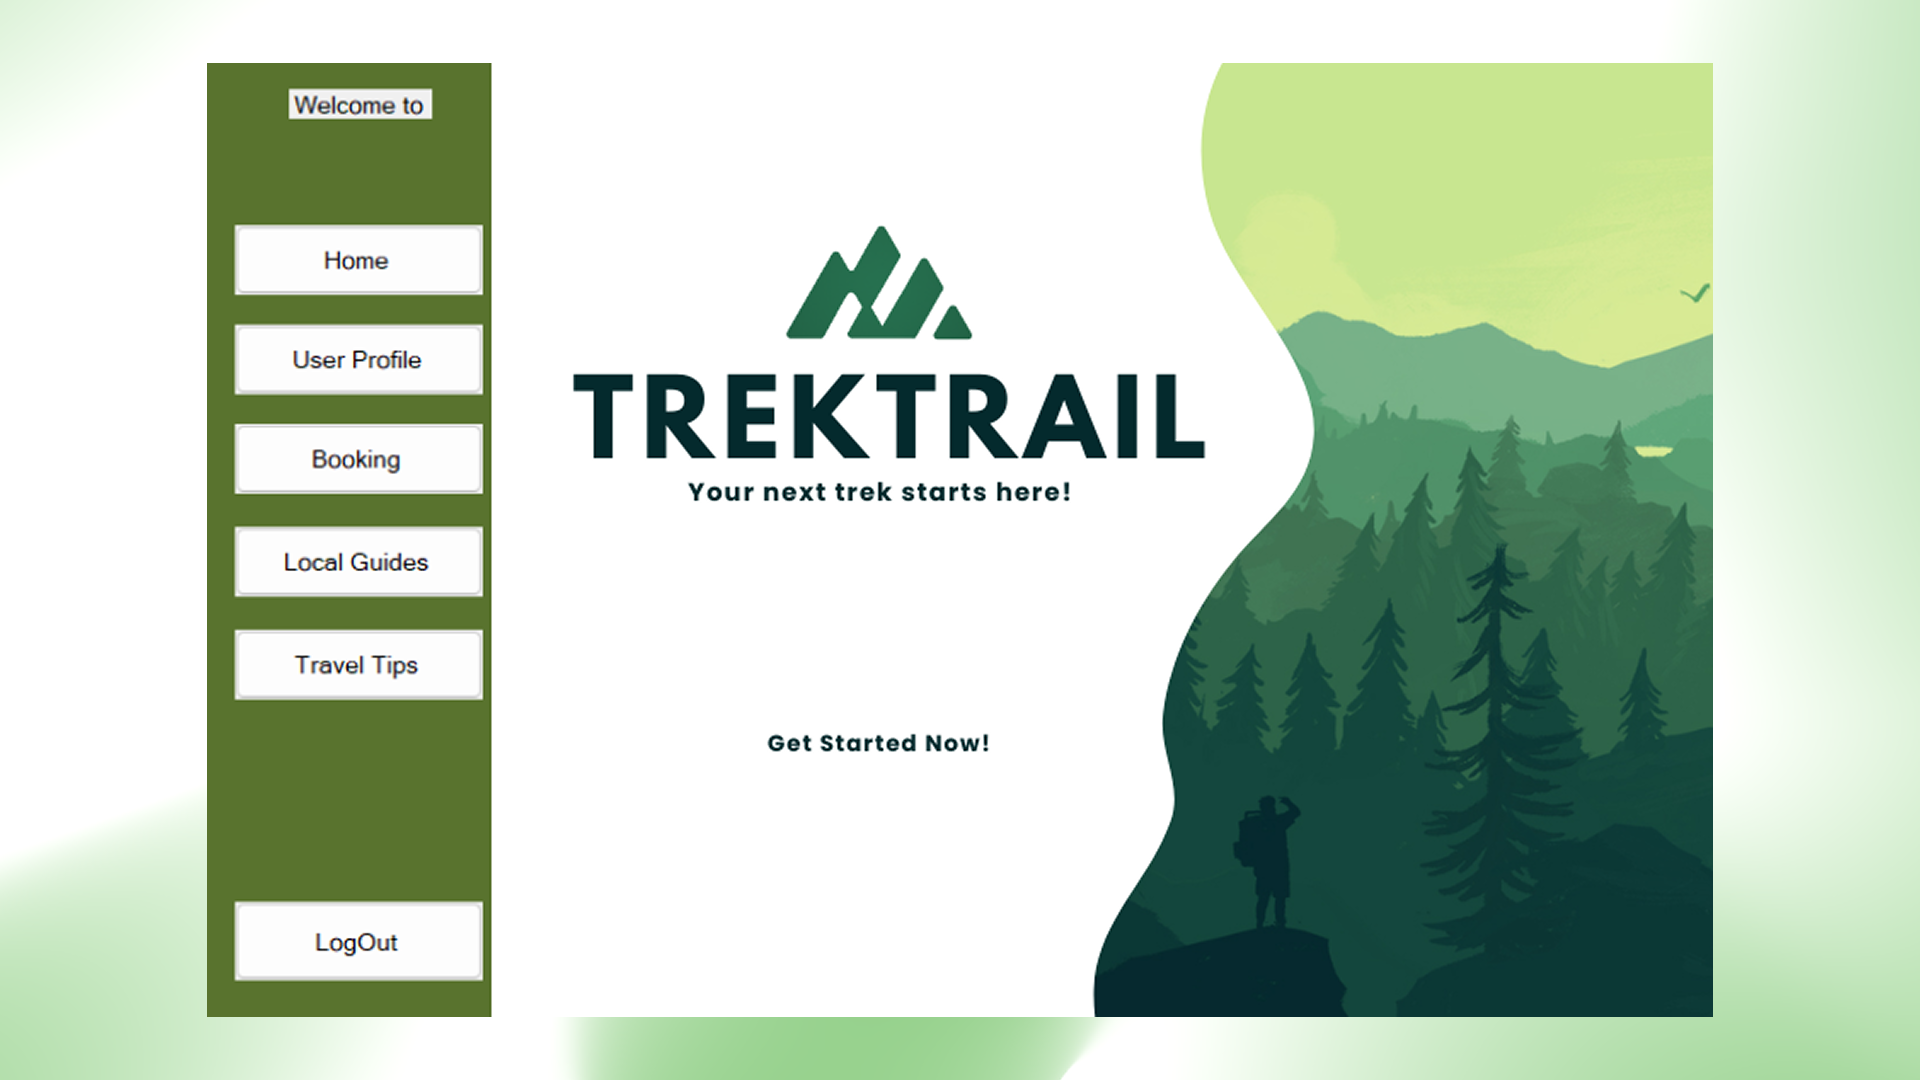 Welcome to
Home
User Profile
Booking
Local Guides
Travel Tips
LogOut
TREKTRAIL
Your next trek starts here!
Get Started Now!